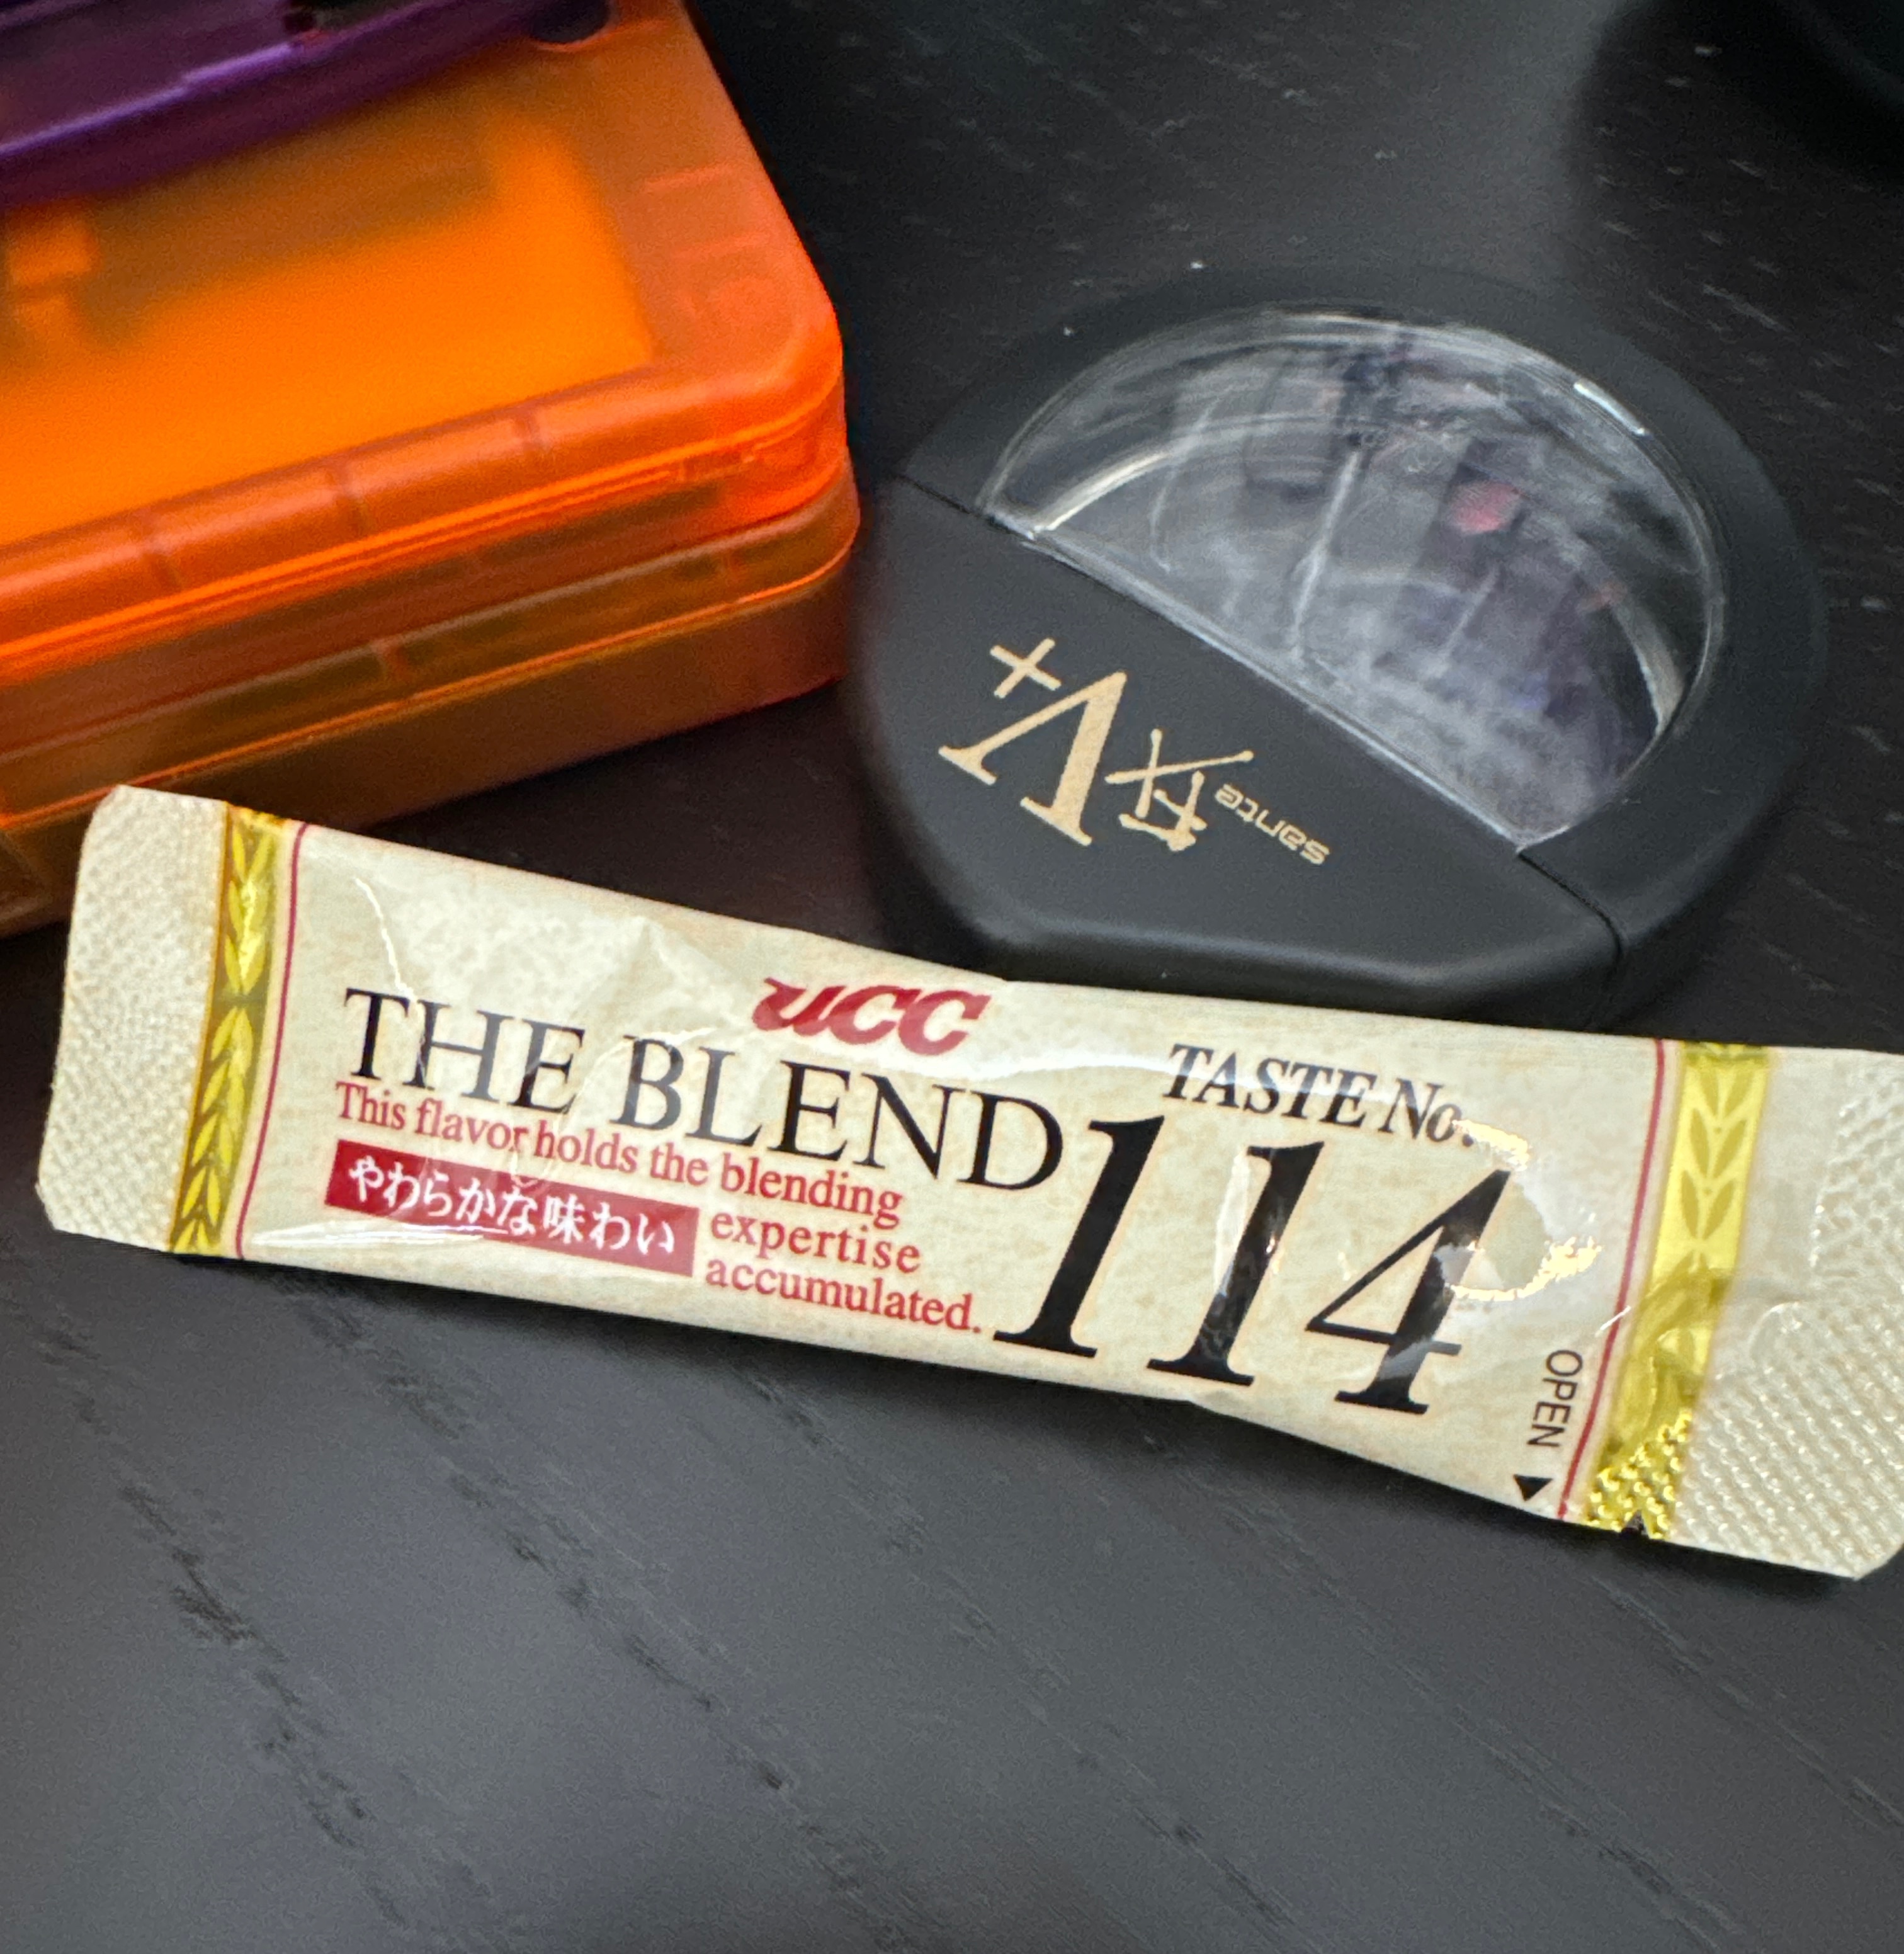 sante
FX
V+
UCC
THE BLEND
This flavor holds the blending
expertise
accumulated.
やわらかな味わい
TASTE No.
114
OPEN